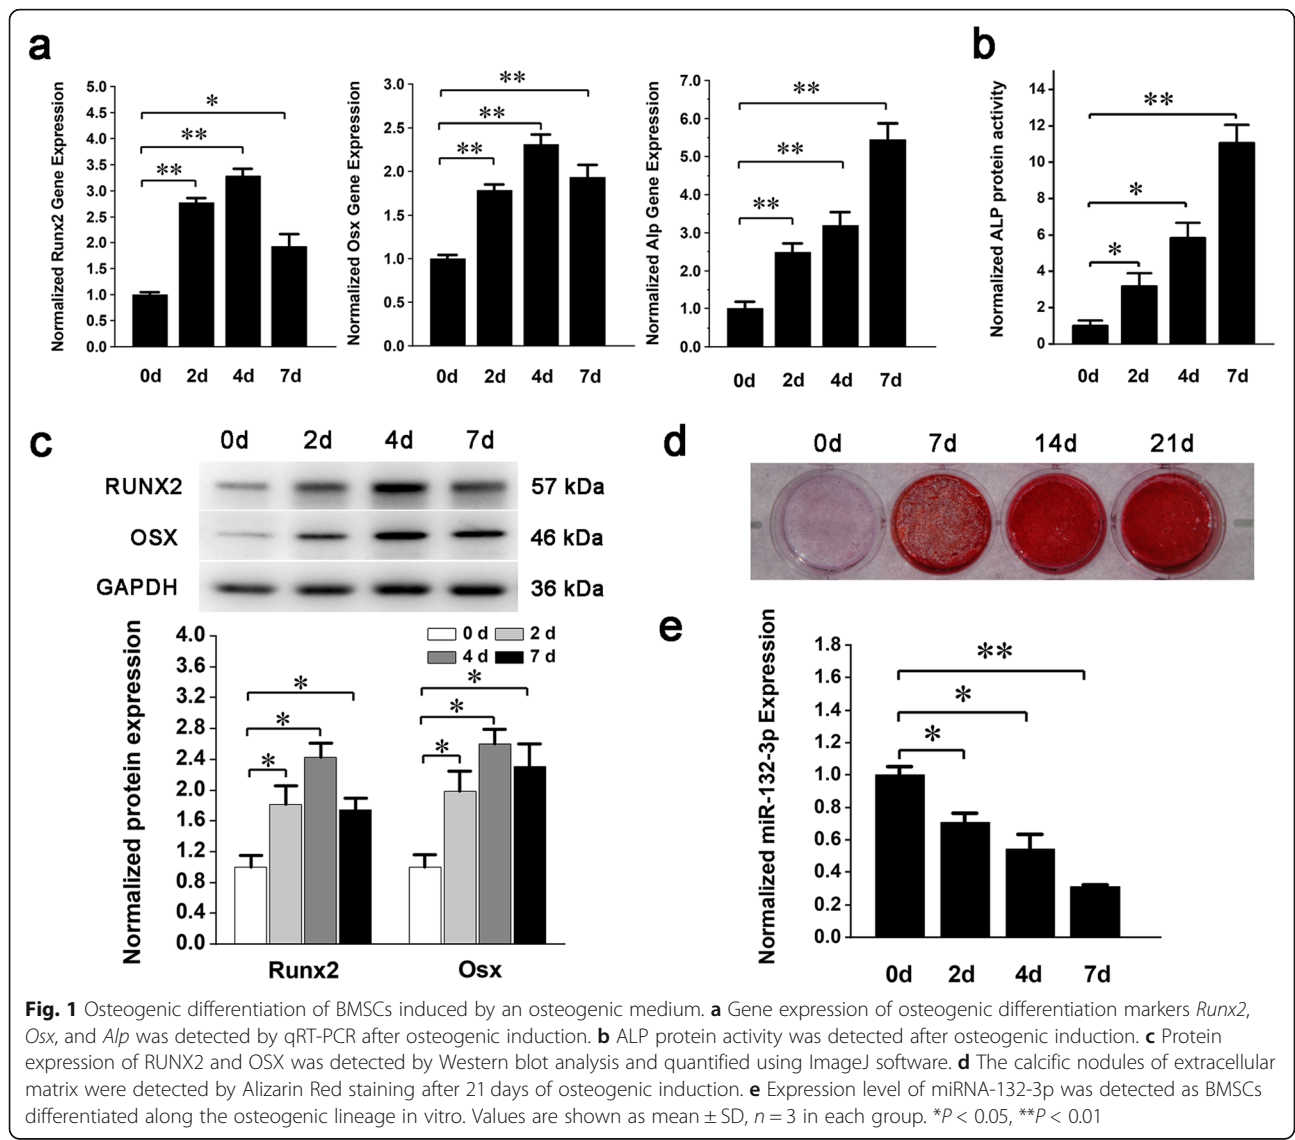 a
Normalized Runx2 Gene Expression
5.0
4.5
4.0
3.5
3.0
2.5
2.0
1.5
1.0
0.5
0.0
*
**
**
0d 2d 4d 7d
Normalized Osx Gene Expression
3.0
2.5
2.0
1.5
1.0
0.5
0.0
**
**
**
0d 2d 4d 7d
Normalized Alp Gene Expression
7.0
6.0
5.0
4.0
3.0
2.0
1.0
0.0
**
**
**
0d 2d 4d 7d
b
Normalized ALP protein activity
14
12
10
8
6
4
2
0
**
*
*
0d 2d 4d 7d
c
0d 2d 4d 7d
RUNX2 57 kDa
OSX 46 kDa
GAPDH 36 kDa
Normalized protein expression
4.0
3.6
3.2
2.8
2.4
2.0
1.6
1.2
0.8
0.4
0.0
0 d 2 d
4 d 7 d
*
*
*
*
*
*
Runx2 Osx
d
0d 7d 14d 21d
e
Normalized miR-132-3p Expression
1.8
1.6
1.4
1.2
1.0
0.8
0.6
0.4
0.2
0.0
**
*
*
0d 2d 4d 7d
Fig. 1 Osteogenic differentiation of BMSCs induced by an osteogenic medium. a Gene expression of osteogenic differentiation markers Runx2,
Osx, and Alp was detected by qRT-PCR after osteogenic induction. b ALP protein activity was detected after osteogenic induction. c Protein
expression of RUNX2 and OSX was detected by Western blot analysis and quantified using ImageJ software. d The calcific nodules of extracellular
matrix were detected by Alizarin Red staining after 21 days of osteogenic induction. e Expression level of miRNA-132-3p was detected as BMSCs
differentiated along the osteogenic lineage in vitro. Values are shown as mean ± SD, n = 3 in each group. *P < 0.05, **P < 0.01